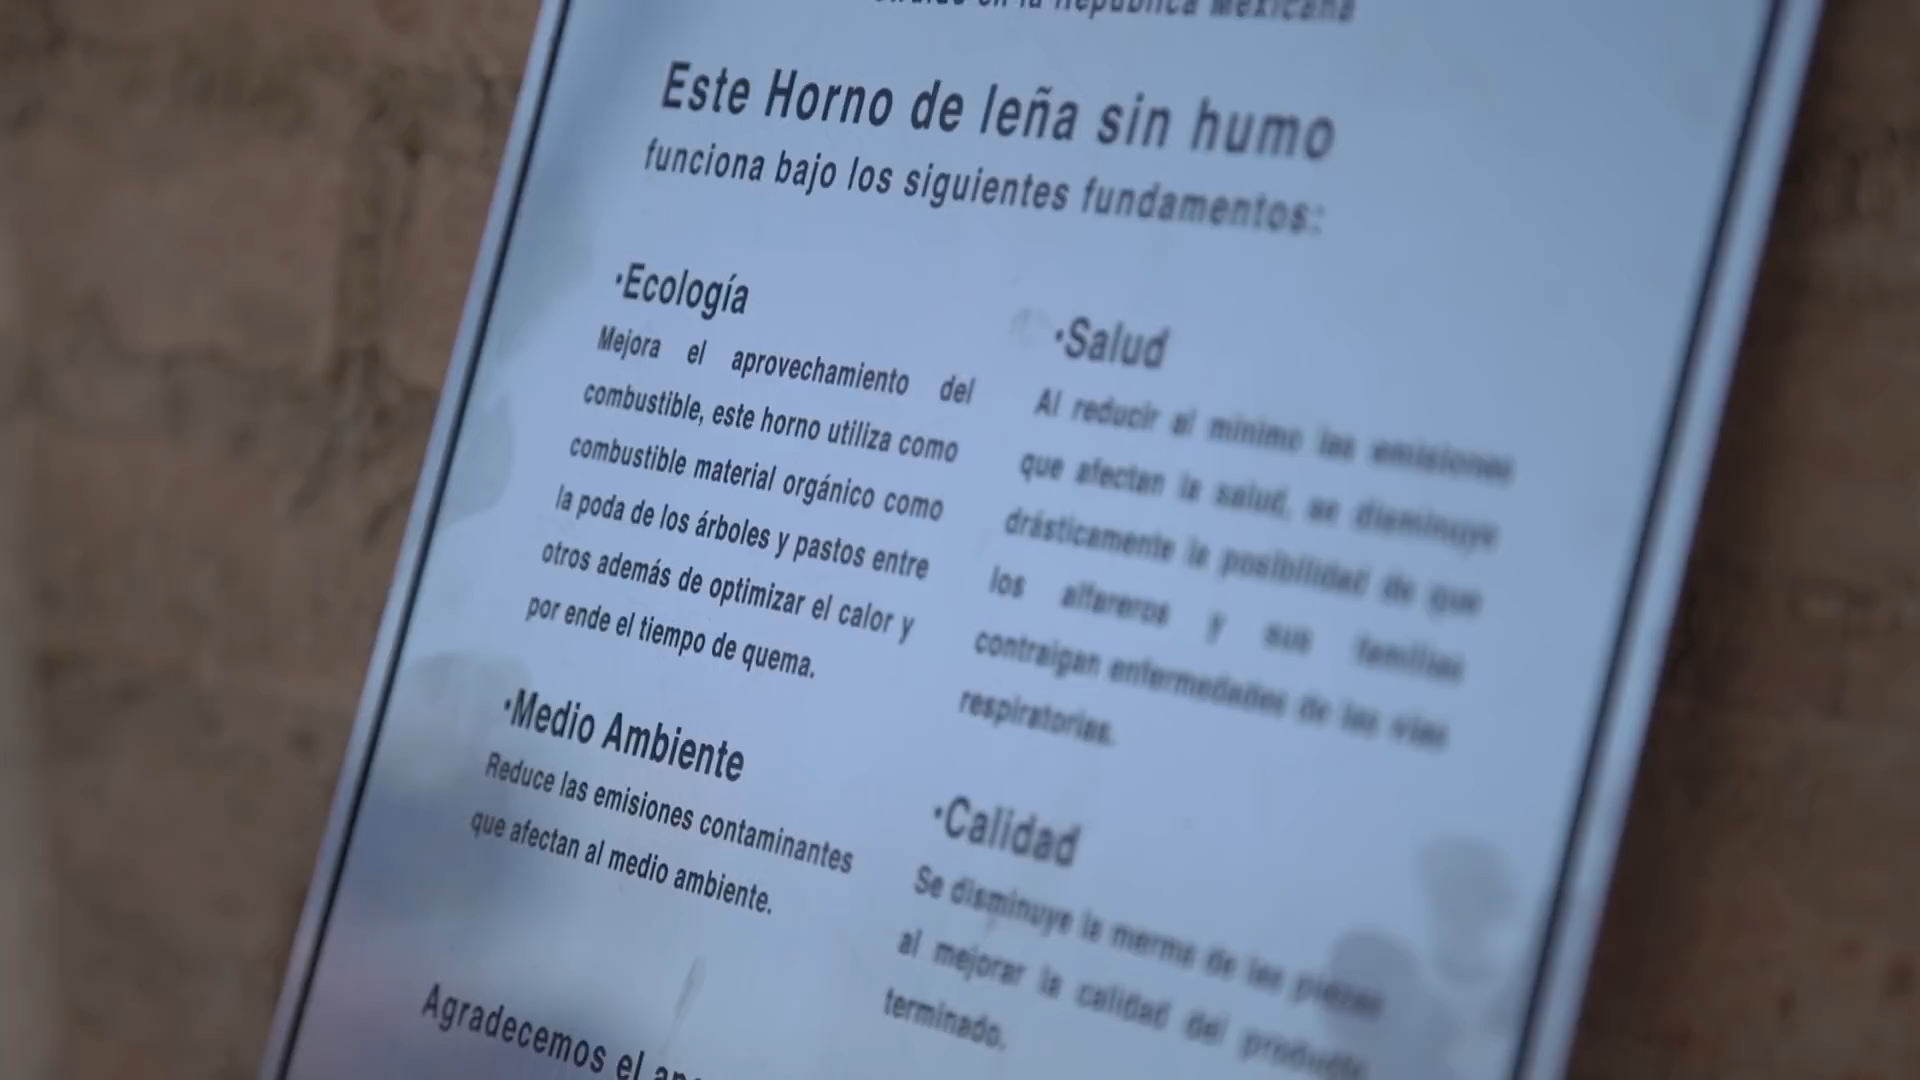 en la República Mexicana
Este Horno de leña sin humo
funciona bajo los siguientes fundamentos:
·Ecología
Mejora el aprovechamiento del
combustible, este horno utiliza como
combustible material orgánico como
la poda de los árboles y pastos entre
otros además de optimizar el calor y
por ende el tiempo de quema.
·Medio Ambiente
Reduce las emisiones contaminantes
que afectan al medio ambiente.
·Salud
Al reducir al mínimo las emisiones
que afectan la salud, se disminuye
drásticamente la posibilidad de que
los alfareros y sus familias
contraigan enfermedades de las vías
respiratorias.
·Calidad
Se disminuye la merma de las piezas
al mejorar la calidad del producto
terminado.
Agradecemos el